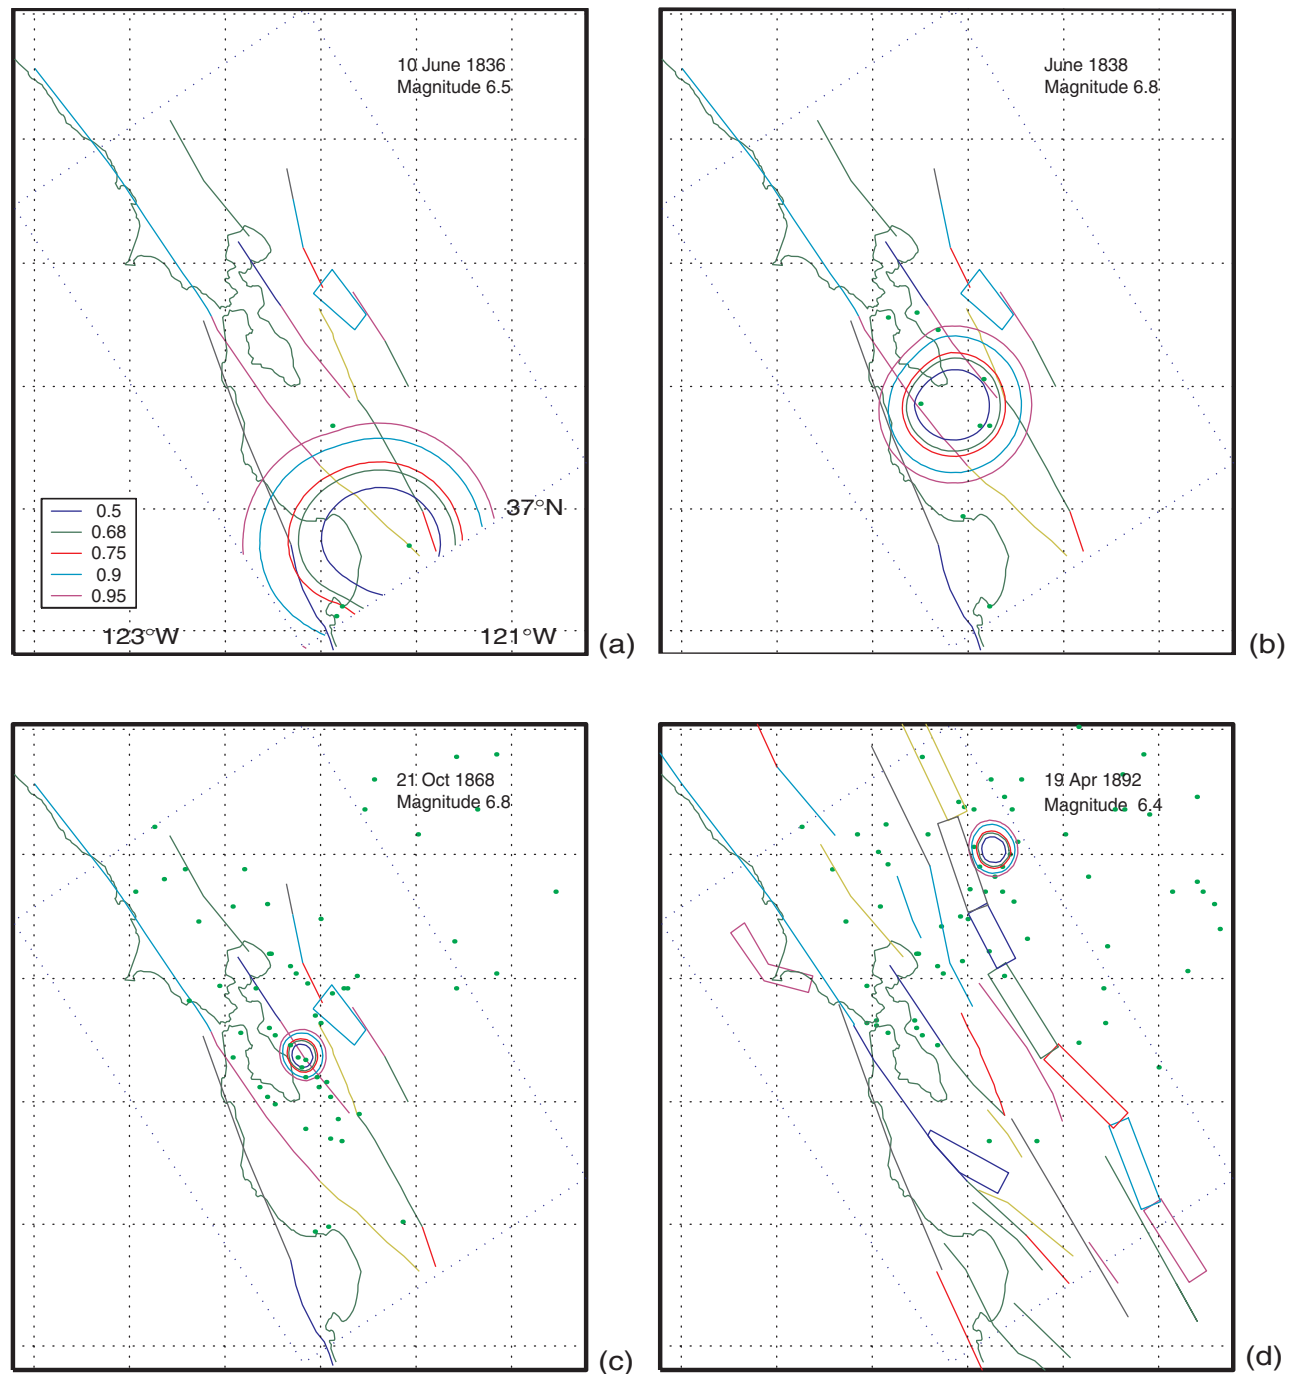 10 June 1836
Magnitude 6.5
0.5
0.68
0.75
0.9
0.95
37°N
123°W
121°W
(a)
June 1838
Magnitude 6.8
(b)
21 Oct 1868
Magnitude 6.8
(c)
19 Apr 1892
Magnitude 6.4
(d)